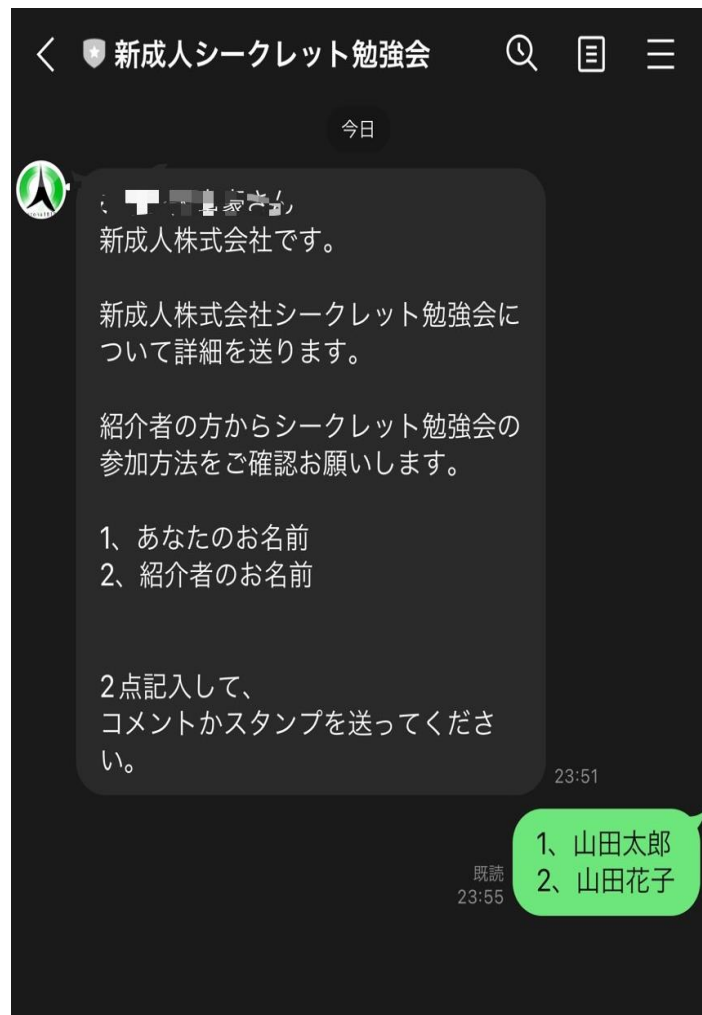 新成人シークレット勉強会
今日
さん
新成人株式会社です。
新成人株式会社シークレット勉強会に
ついて詳細を送ります。
紹介者の方からシークレット勉強会の
参加方法をご確認お願いします。
1、あなたのお名前
2、紹介者のお名前
2点記入して、
コメントかスタンプを送ってくださ
い。
23:51
1、山田太郎
2、山田花子
既読
23:55